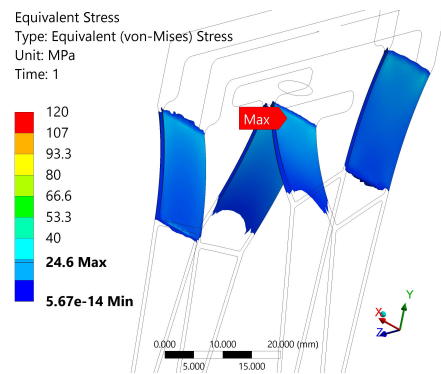 Equivalent Stress
Type: Equivalent (von-Mises) Stress
Unit: MPa
Time: 1
120
107
93.3
80
66.6
53.3
40
24.6 Max
5.67e-14 Min
Max
Y
X
Z
0.000 10.000 20.000 (mm)
5.000 15.000